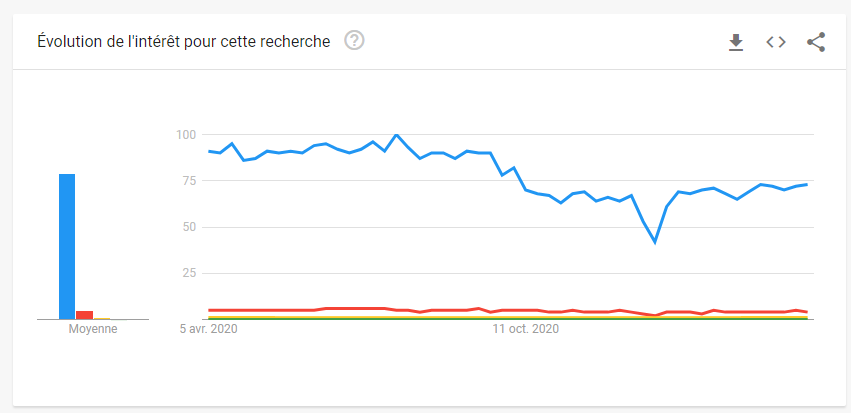 Évolution de l'intérêt pour cette recherche ?
100
75
50
25
Moyenne
5 avr. 2020
11 oct. 2020